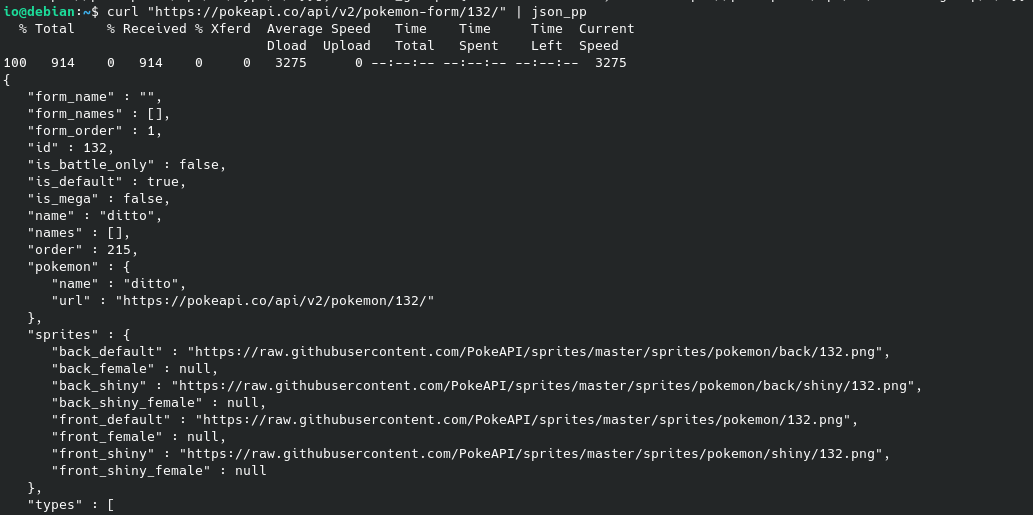 io@debian:~$ curl "https://pokeapi.co/api/v2/pokemon-form/132/" | json_pp
  % Total    % Received % Xferd  Average Speed   Time    Time     Time  Current
                                 Dload  Upload   Total   Spent    Left  Speed
100   914    0   914    0     0   3275      0 --:--:-- --:--:-- --:--:--  3275
{
   "form_name" : "",
   "form_names" : [],
   "form_order" : 1,
   "id" : 132,
   "is_battle_only" : false,
   "is_default" : true,
   "is_mega" : false,
   "name" : "ditto",
   "names" : [],
   "order" : 215,
   "pokemon" : {
      "name" : "ditto",
      "url" : "https://pokeapi.co/api/v2/pokemon/132/"
   },
   "sprites" : {
      "back_default" : "https://raw.githubusercontent.com/PokeAPI/sprites/master/sprites/pokemon/back/132.png",
      "back_female" : null,
      "back_shiny" : "https://raw.githubusercontent.com/PokeAPI/sprites/master/sprites/pokemon/back/shiny/132.png",
      "back_shiny_female" : null,
      "front_default" : "https://raw.githubusercontent.com/PokeAPI/sprites/master/sprites/pokemon/132.png",
      "front_female" : null,
      "front_shiny" : "https://raw.githubusercontent.com/PokeAPI/sprites/master/sprites/pokemon/shiny/132.png",
      "front_shiny_female" : null
   },
   "types" : [